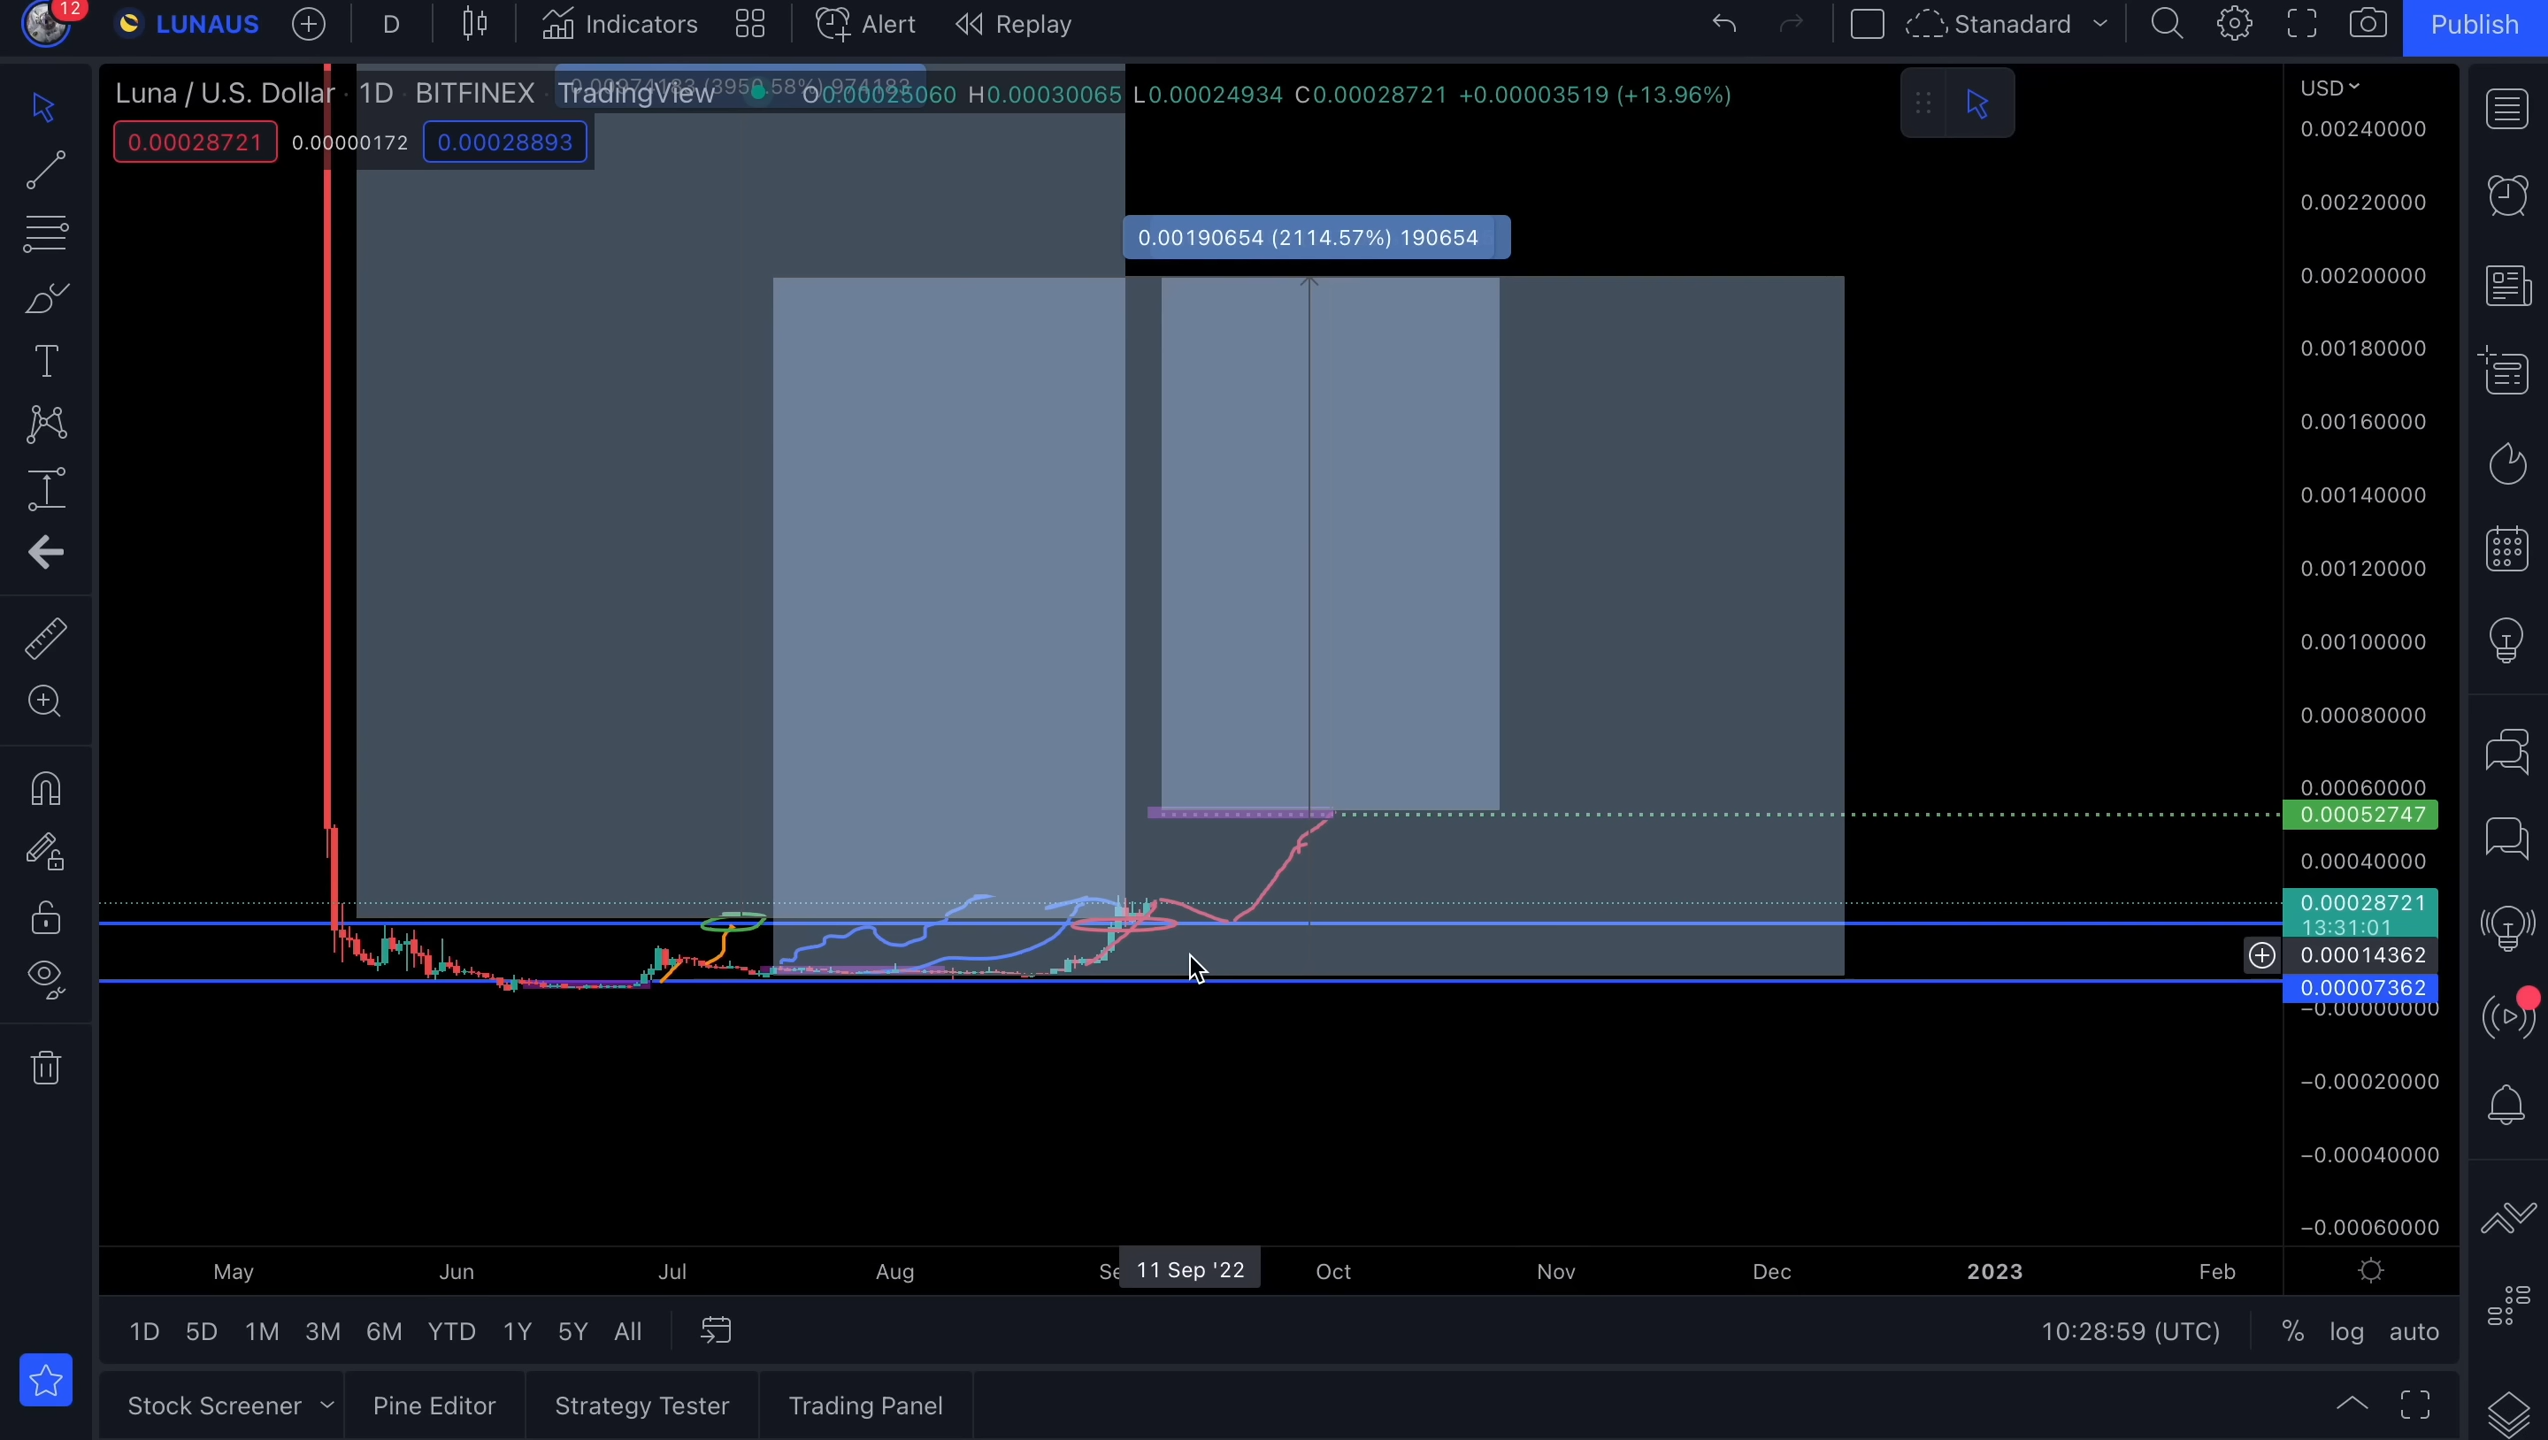 12
LUNAUS
D
Indicators
Alert
Replay
Stanadard
Publish
Luna / U.S. Dollar · 1D · BITFINEX · TradingView
O0.00025060 H0.00030065 L0.00024934 C0.00028721 +0.00003519 (+13.96%)
0.00028721
0.00000172
0.00028893
0.00190654 (2114.57%) 190654
USD
0.00240000
0.00220000
0.00200000
0.00180000
0.00160000
0.00140000
0.00120000
0.00100000
0.00080000
0.00060000
0.00052747
0.00040000
0.00028721
13:31:01
0.00014362
0.00007362
−0.00000000
−0.00020000
−0.00040000
−0.00060000
May
Jun
Jul
Aug
Se
11 Sep '22
Oct
Nov
Dec
2023
Feb
1D 5D 1M 3M 6M YTD 1Y 5Y All
10:28:59 (UTC)
% log auto
Stock Screener
Pine Editor
Strategy Tester
Trading Panel